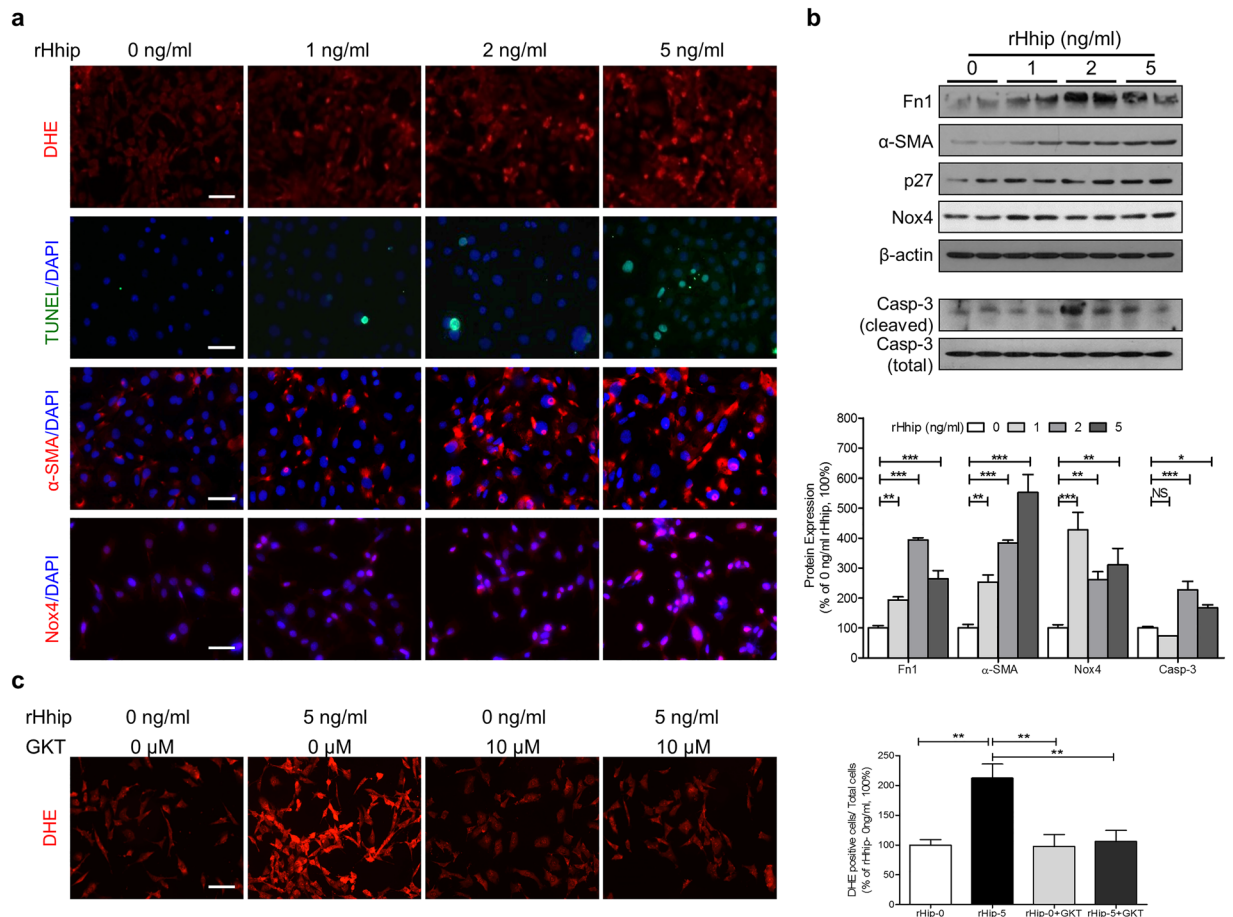 a
rHhip 0 ng/ml 1 ng/ml 2 ng/ml 5 ng/ml
DHE
TUNEL/DAPI
α-SMA/DAPI
Nox4/DAPI
b
rHhip (ng/ml)
0 1 2 5
Fn1
α-SMA
p27
Nox4
β-actin
Casp-3
(cleaved)
Casp-3
(total)
Protein Expression
(% of 0 ng/ml rHhip, 100%)
800
700
600
500
400
300
200
100
0
rHhip (ng/ml) 0 1 2 5
*** *** ** *
*** *** ** ***
** ** *** NS
Fn1 α-SMA Nox4 Casp-3
c
rHhip 0 ng/ml 5 ng/ml 0 ng/ml 5 ng/ml
GKT 0 µM 0 µM 10 µM 10 µM
DHE
DHE positive cells/ Total cells
(% of rHhip- 0ng/ml, 100%)
250
200
150
100
50
0
** **
**
rHip-0 rHip-5 rHip-0+GKT rHip-5+GKT